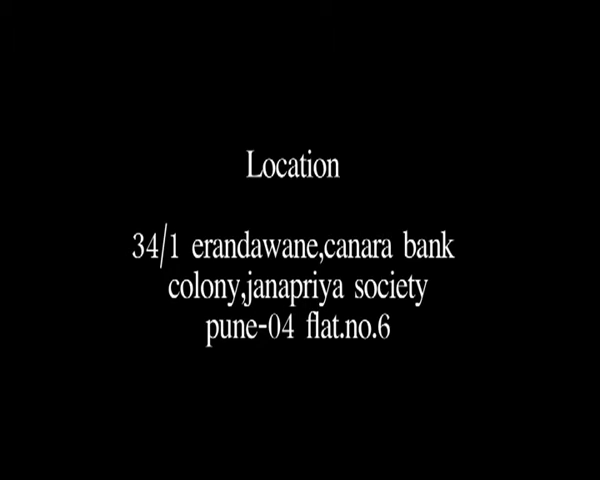 Location
34/1 erandawane,canara bank
colony,janapriya society
pune-04 flat.no.6